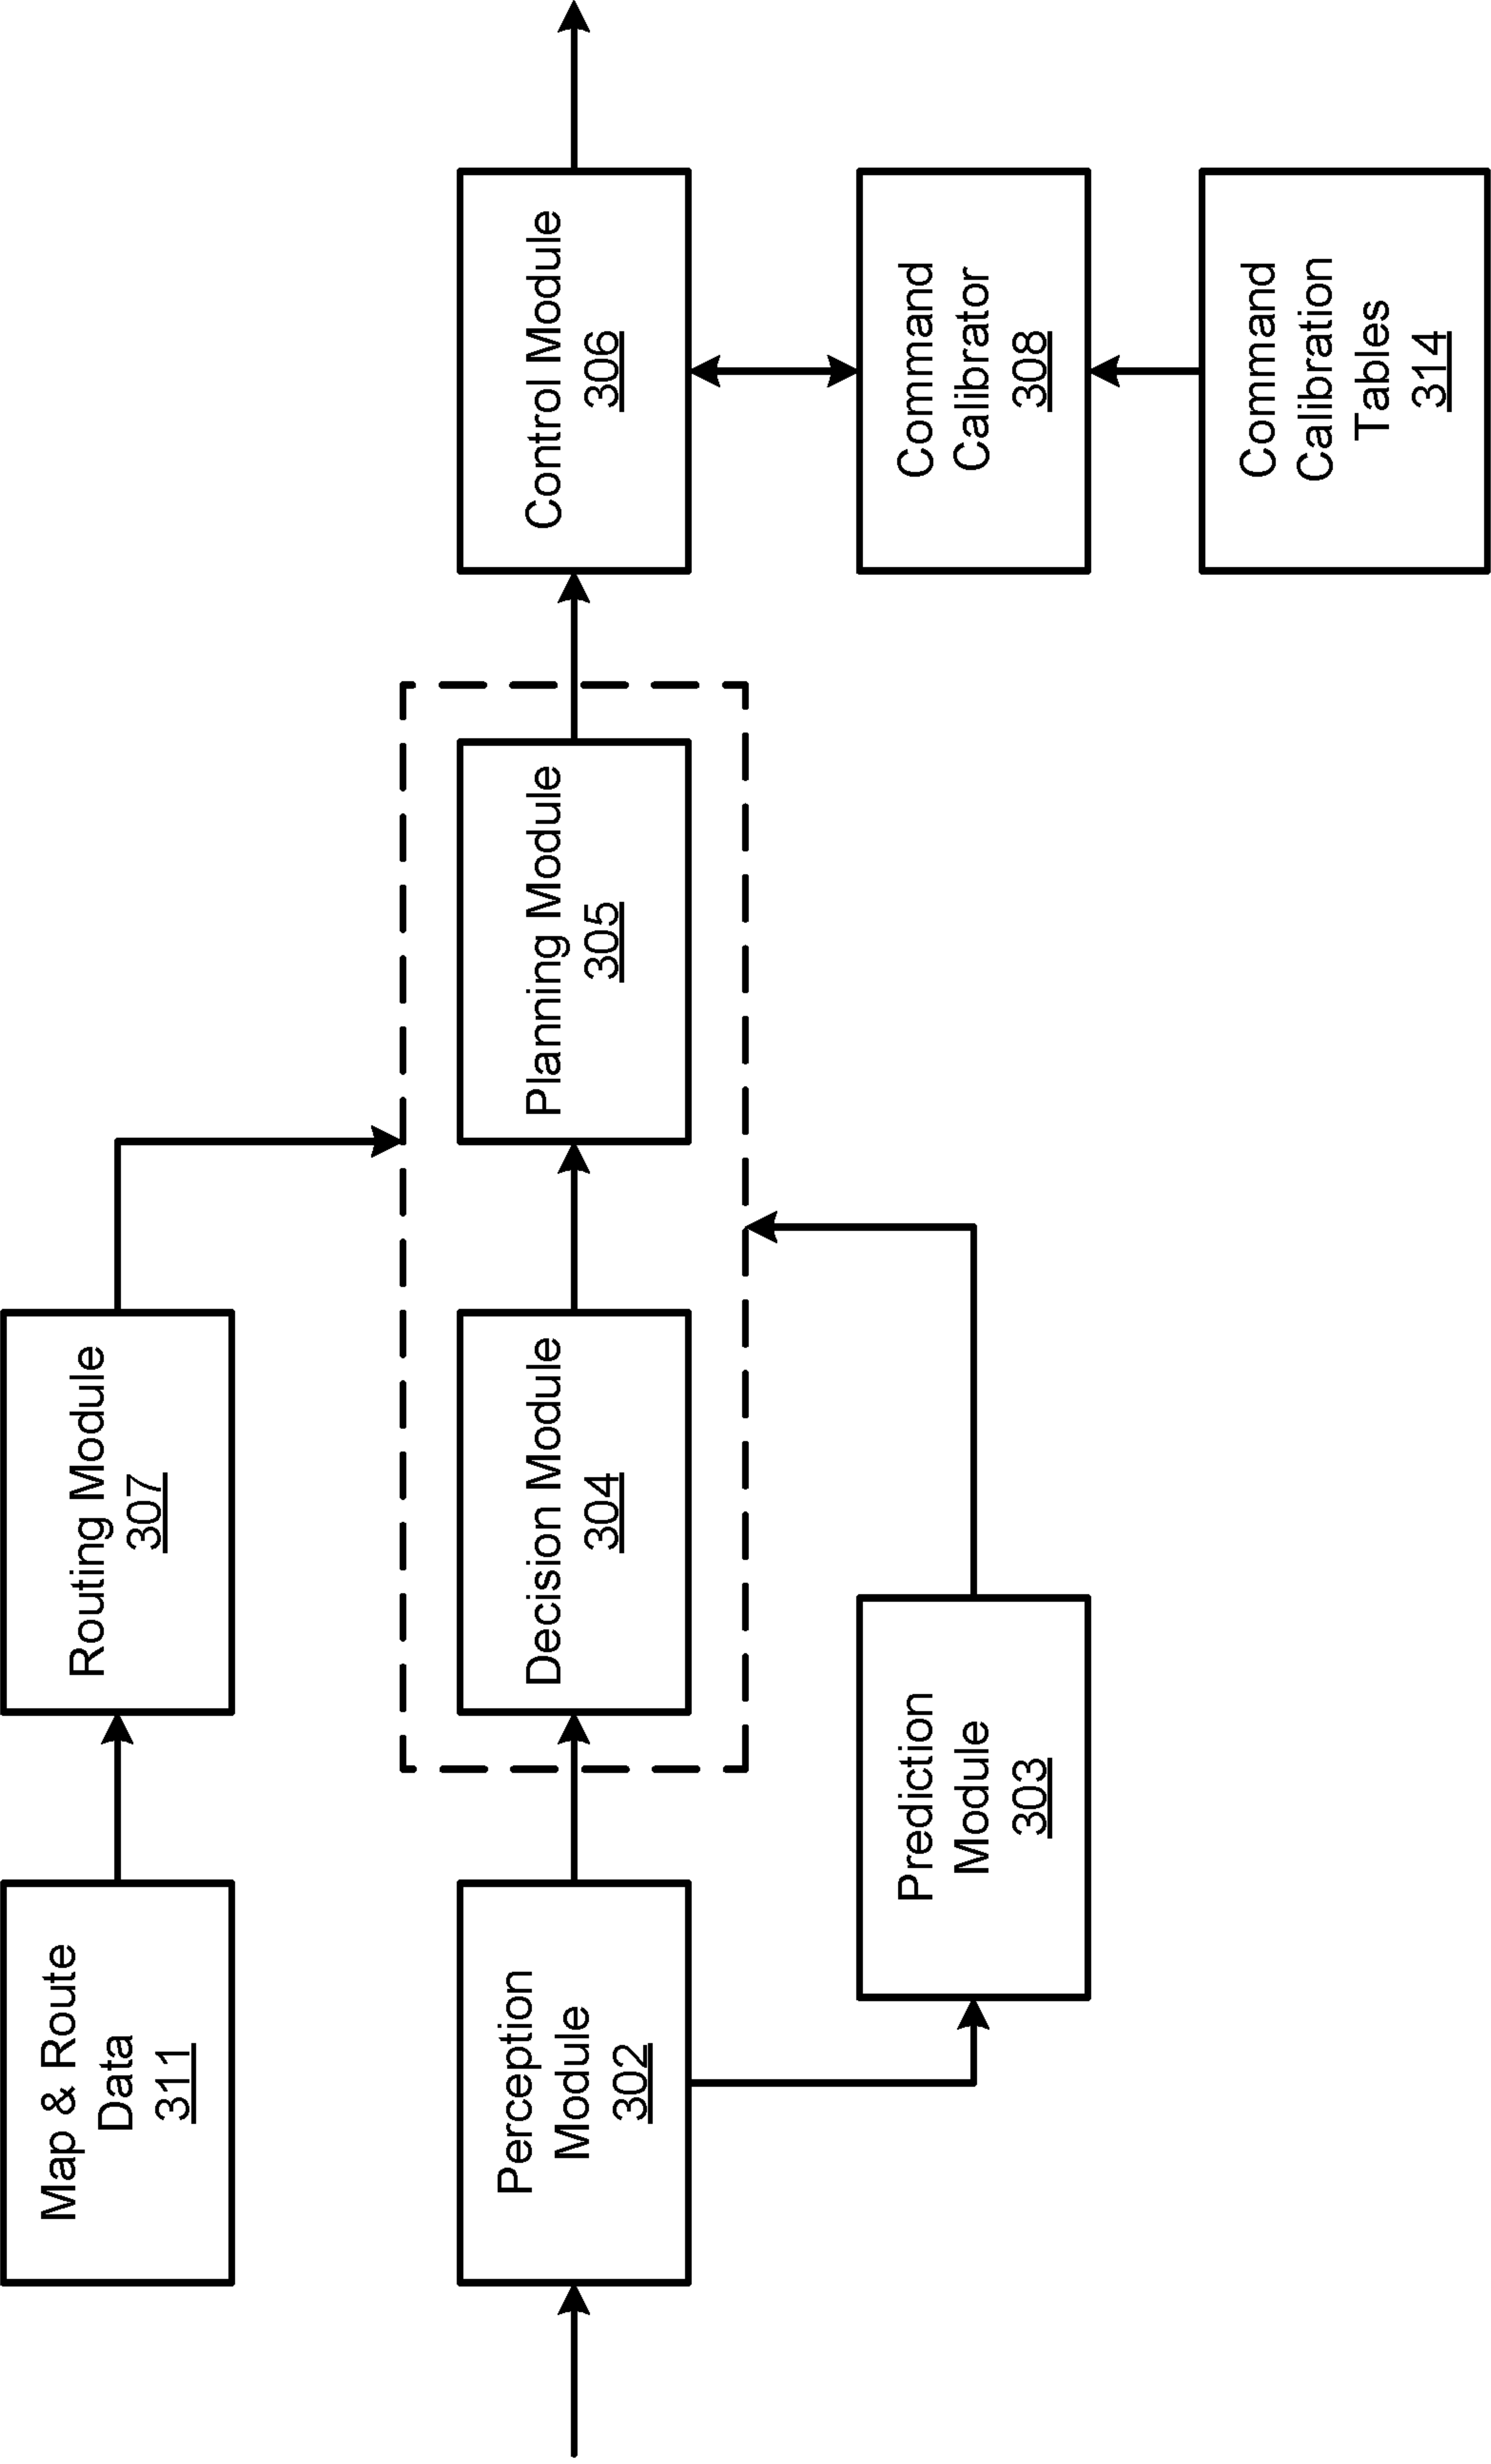 Map & Route
Data
311
Routing Module
307
Perception
Module
302
Decision Module
304
Planning Module
305
Control Module
306
Prediction
Module
303
Command
Calibrator
308
Command
Calibration
Tables
314